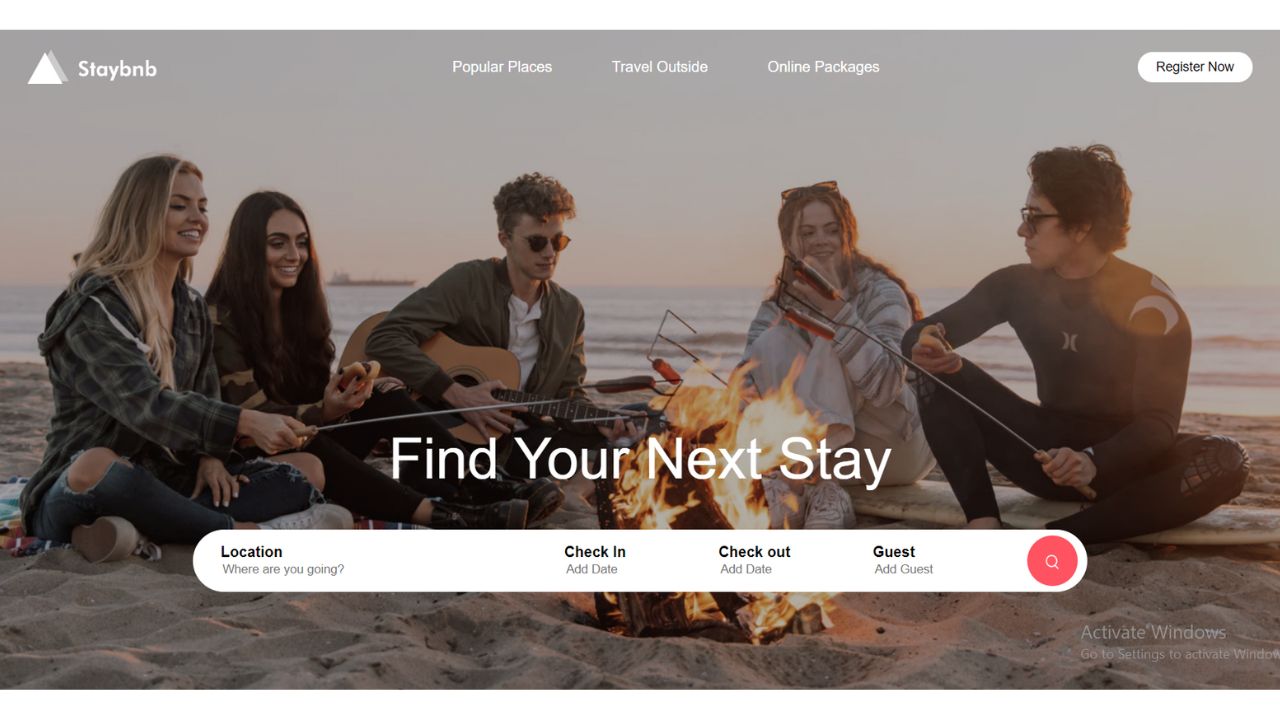 Staybnb
Popular Places
Travel Outside
Online Packages
Register Now
Find Your Next Stay
Location
Where are you going?
Check In
Add Date
Check out
Add Date
Guest
Add Guest
Activate Windows
Go to Settings to activate Window